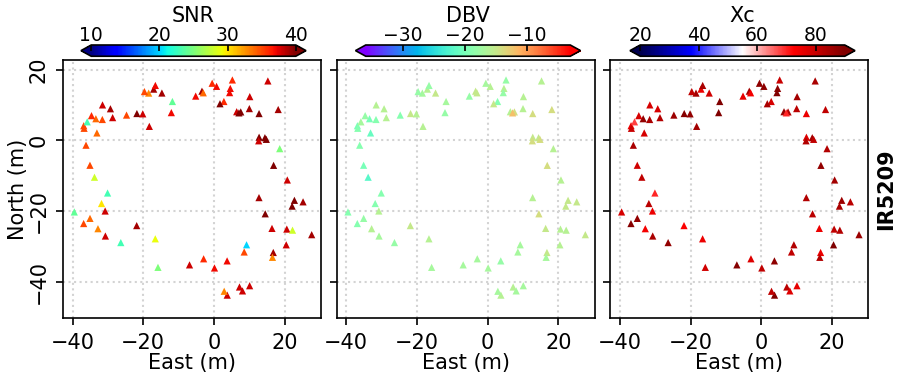 SNR DBV Xc
10 20 30 40 −30 −20 −10 20 40 60 80
20
0
−20
−40
North (m)
−40 −20 0 20 −40 −20 0 20 −40 −20 0 20
East (m) East (m) East (m)
IR5209